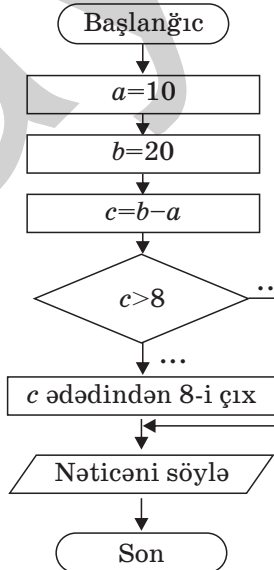 Başlanğıc
a=10
b=20
c=b–a
c>8
...
...
c ədədindən 8-i çıx
Nəticəni söylə
Son